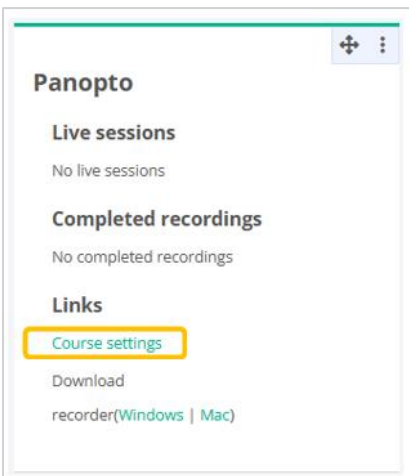 Panopto
Live sessions
No live sessions
Completed recordings
No completed recordings
Links
Course settings
Download
recorder(Windows | Mac)